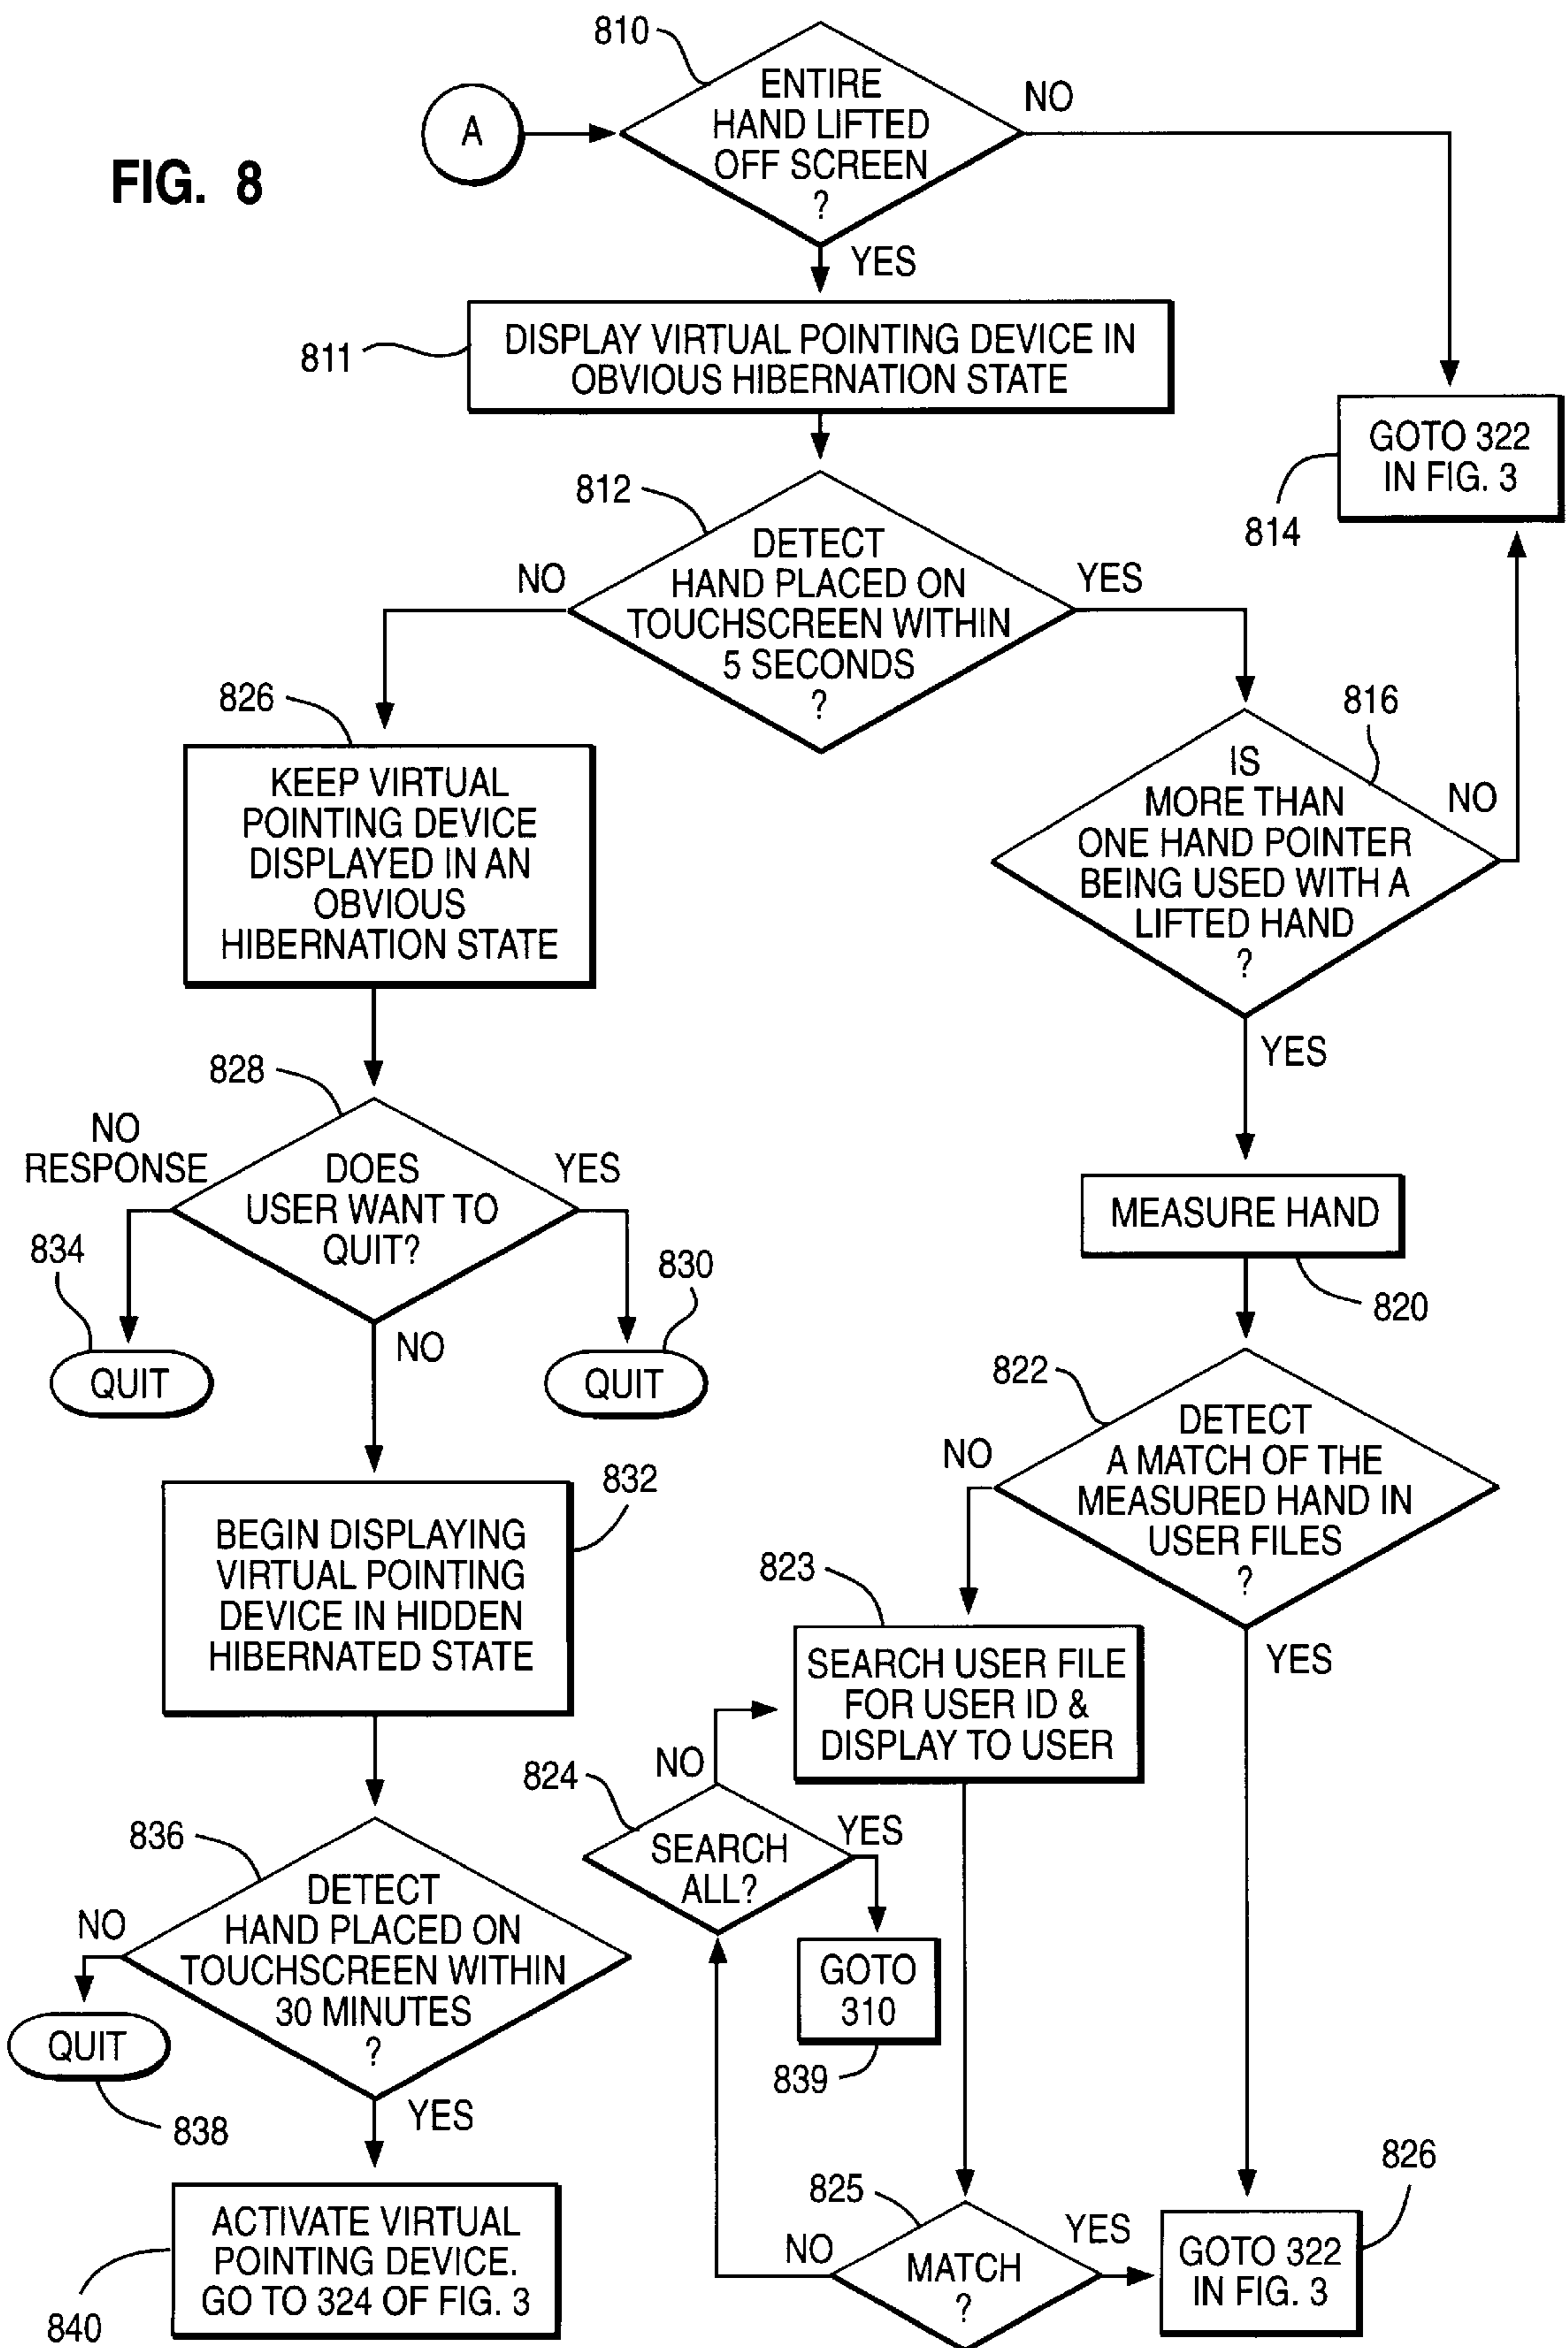 FIG. 8
A
810
ENTIRE
HAND LIFTED
OFF SCREEN
?
NO
YES
811
DISPLAY VIRTUAL POINTING DEVICE IN
OBVIOUS HIBERNATION STATE
GOTO 322
IN FIG. 3
814
812
DETECT
HAND PLACED ON
TOUCHSCREEN WITHIN
5 SECONDS
?
NO
YES
826
KEEP VIRTUAL
POINTING DEVICE
DISPLAYED IN AN
OBVIOUS
HIBERNATION STATE
816
IS
MORE THAN
ONE HAND POINTER
BEING USED WITH A
LIFTED HAND
?
NO
YES
828
NO
RESPONSE
DOES
USER WANT TO
QUIT?
YES
834
QUIT
NO
830
QUIT
MEASURE HAND
820
822
DETECT
A MATCH OF THE
MEASURED HAND IN
USER FILES
?
NO
YES
832
BEGIN DISPLAYING
VIRTUAL POINTING
DEVICE IN HIDDEN
HIBERNATED STATE
823
SEARCH USER FILE
FOR USER ID &
DISPLAY TO USER
824
NO
SEARCH
ALL?
YES
GOTO
310
839
836
DETECT
HAND PLACED ON
TOUCHSCREEN WITHIN
30 MINUTES
?
NO
QUIT
838
YES
ACTIVATE VIRTUAL
POINTING DEVICE.
GO TO 324 OF FIG. 3
840
825
NO
MATCH
?
YES
826
GOTO 322
IN FIG. 3